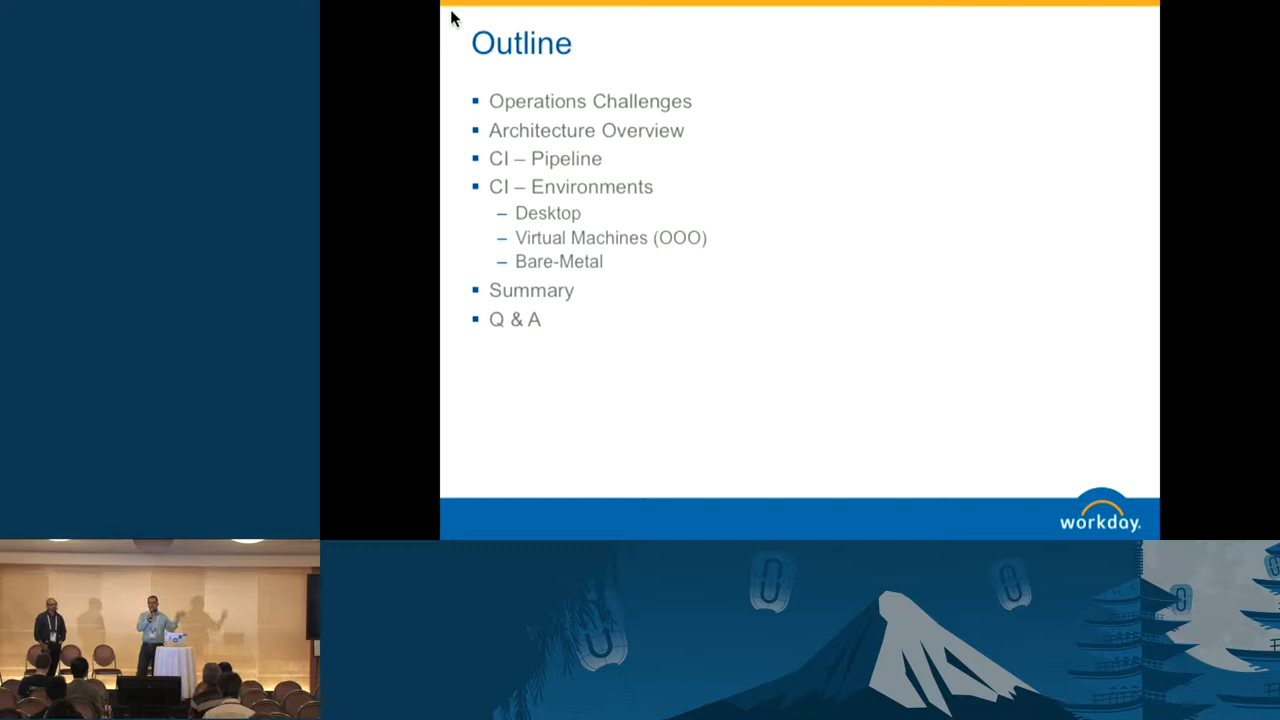 Outline
▪ Operations Challenges
▪ Architecture Overview
▪ CI – Pipeline
▪ CI – Environments
– Desktop
– Virtual Machines (OOO)
– Bare-Metal
▪ Summary
▪ Q & A
workday.